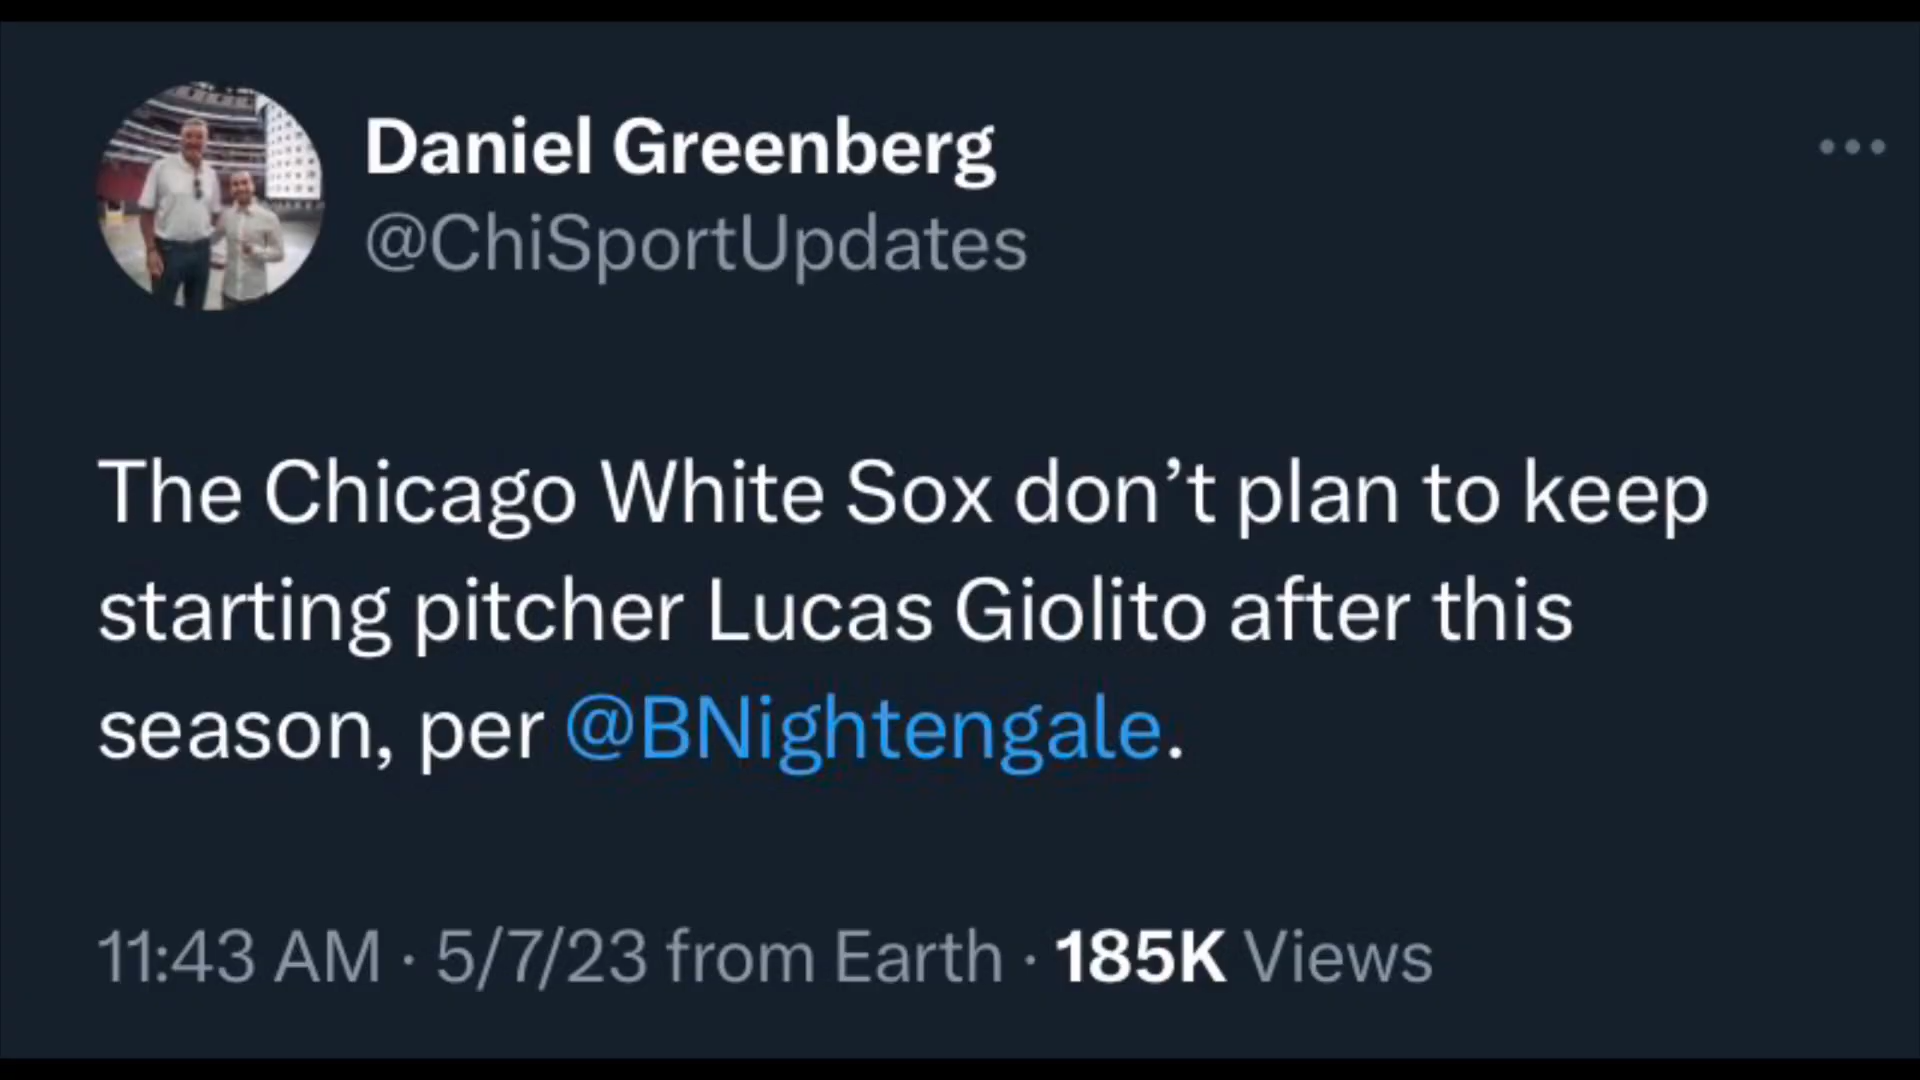 Daniel Greenberg
@ChiSportUpdates
The Chicago White Sox don’t plan to keep
starting pitcher Lucas Giolito after this
season, per @BNightengale.
11:43 AM · 5/7/23 from Earth · 185K Views